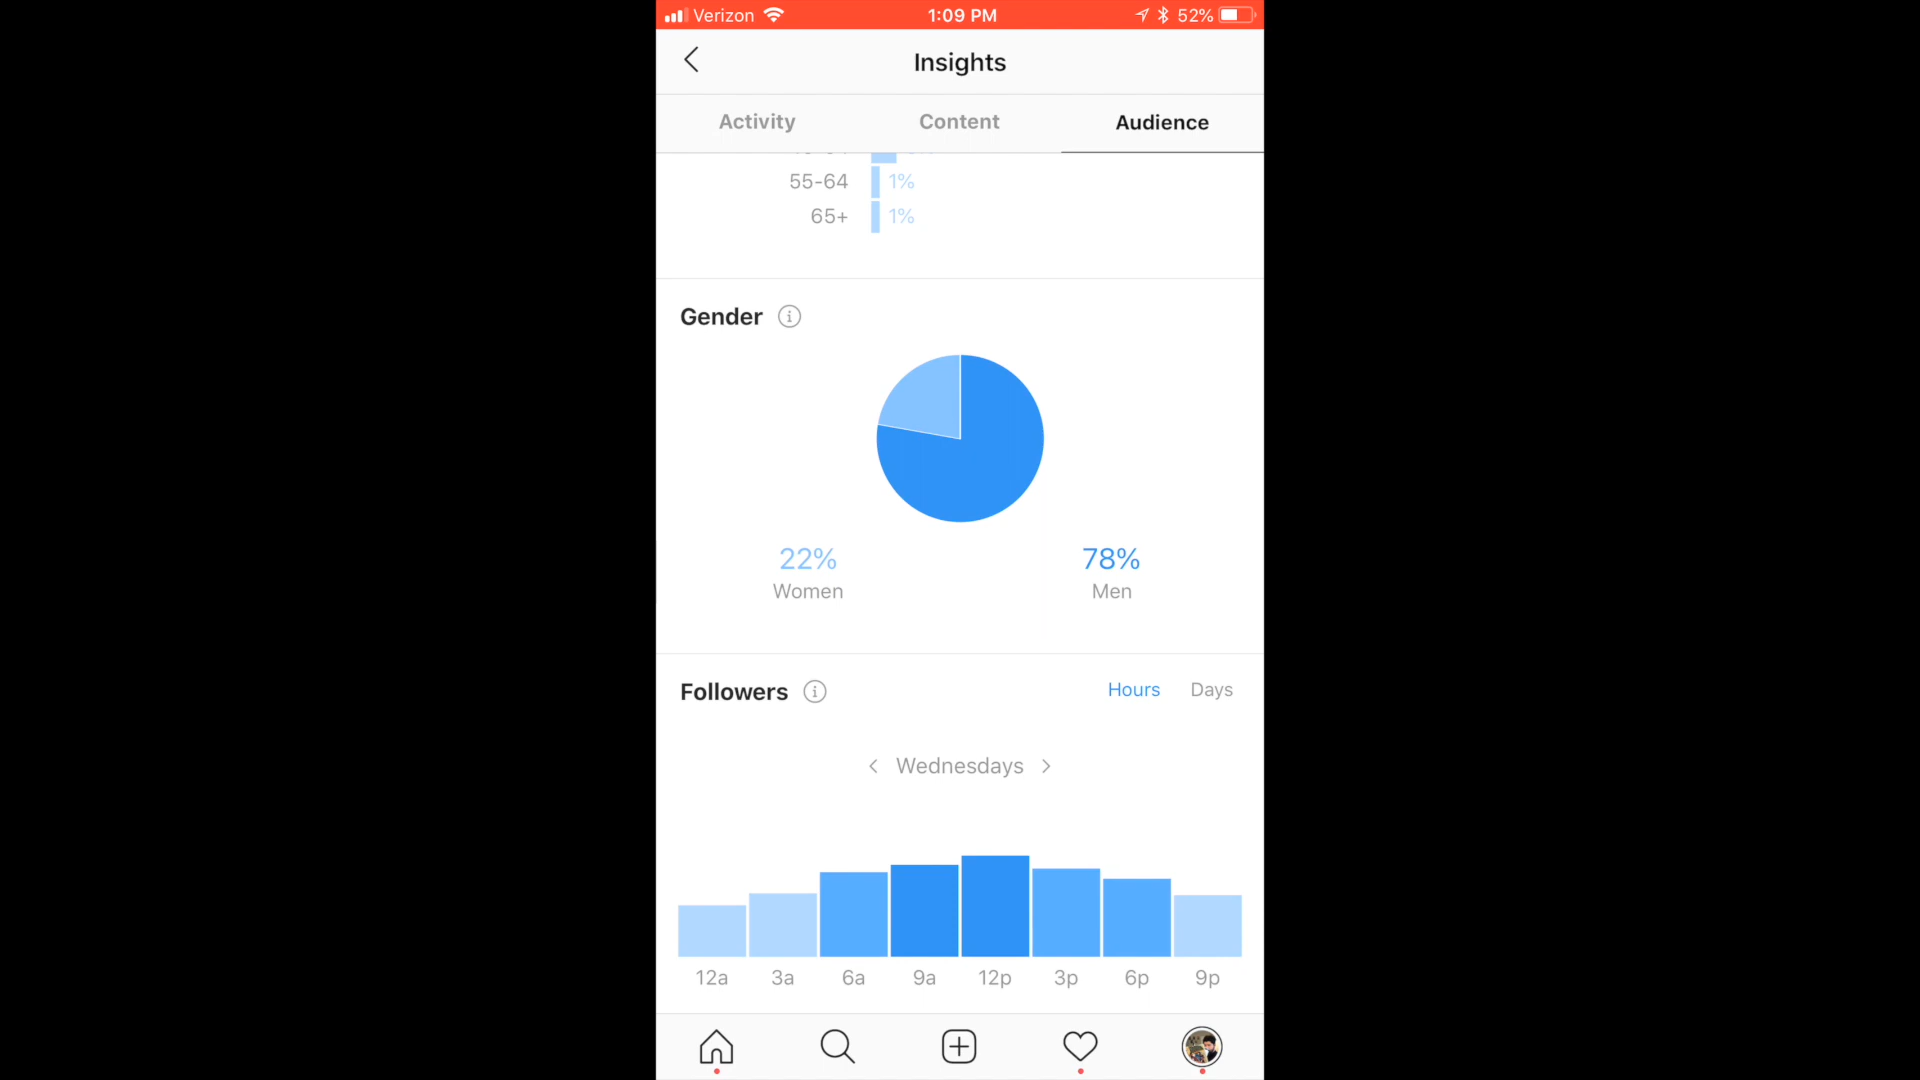 Verizon 1:09 PM 52%
Insights
Activity Content Audience
55-64 1%
65+ 1%
Gender
22% 78%
Women Men
Followers Hours Days
Wednesdays
12a 3a 6a 9a 12p 3p 6p 9p